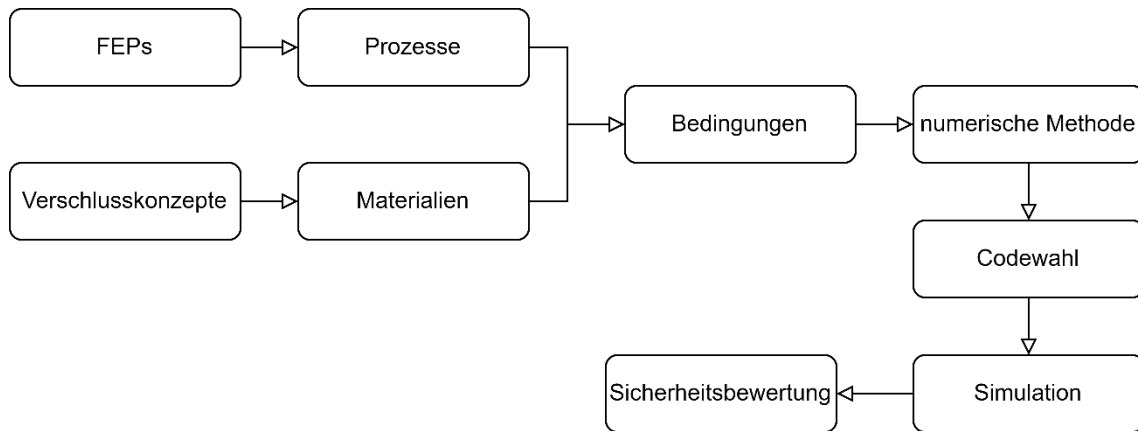 FEPs
Prozesse
Verschlusskonzepte
Materialien
Bedingungen
numerische Methode
Codewahl
Simulation
Sicherheitsbewertung